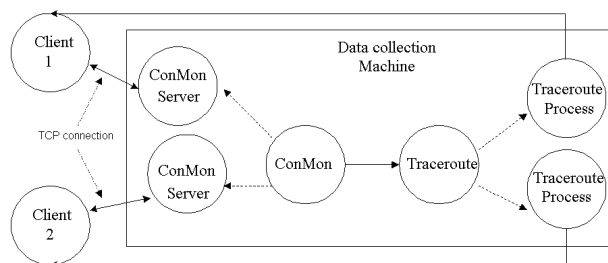 Client
1
ConMon
Server
Data collection
Machine
Traceroute
Process
TCP connection
ConMon
Server
ConMon
Traceroute
Traceroute
Process
Client
2